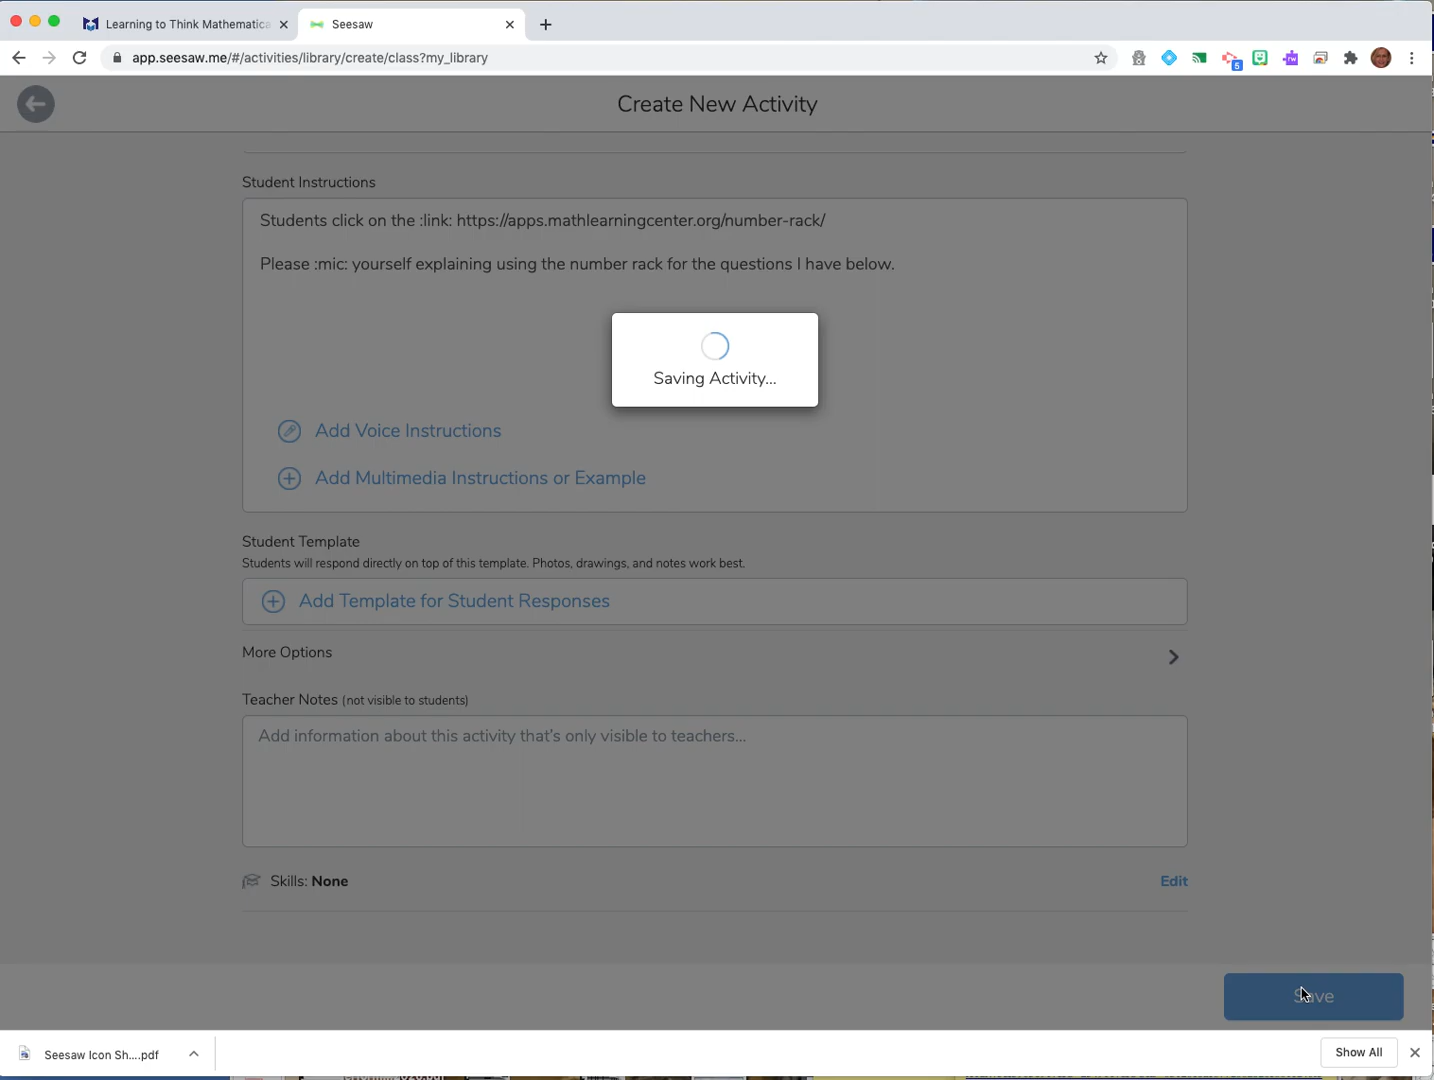 Learning to Think Mathematica
Seesaw
app.seesaw.me/#/activities/library/create/class?my_library
5
rw
Create New Activity
Student Instructions
Students click on the :link: https://apps.mathlearningcenter.org/number-rack/
Please :mic: yourself explaining using the number rack for the questions I have below.
Saving Activity...
Add Voice Instructions
Add Multimedia Instructions or Example
Student Template
Students will respond directly on top of this template. Photos, drawings, and notes work best.
Add Template for Student Responses
More Options
Teacher Notes (not visible to students)
Add information about this activity that's only visible to teachers...
Skills: None
Edit
Save
Seesaw Icon Sh....pdf
Show All